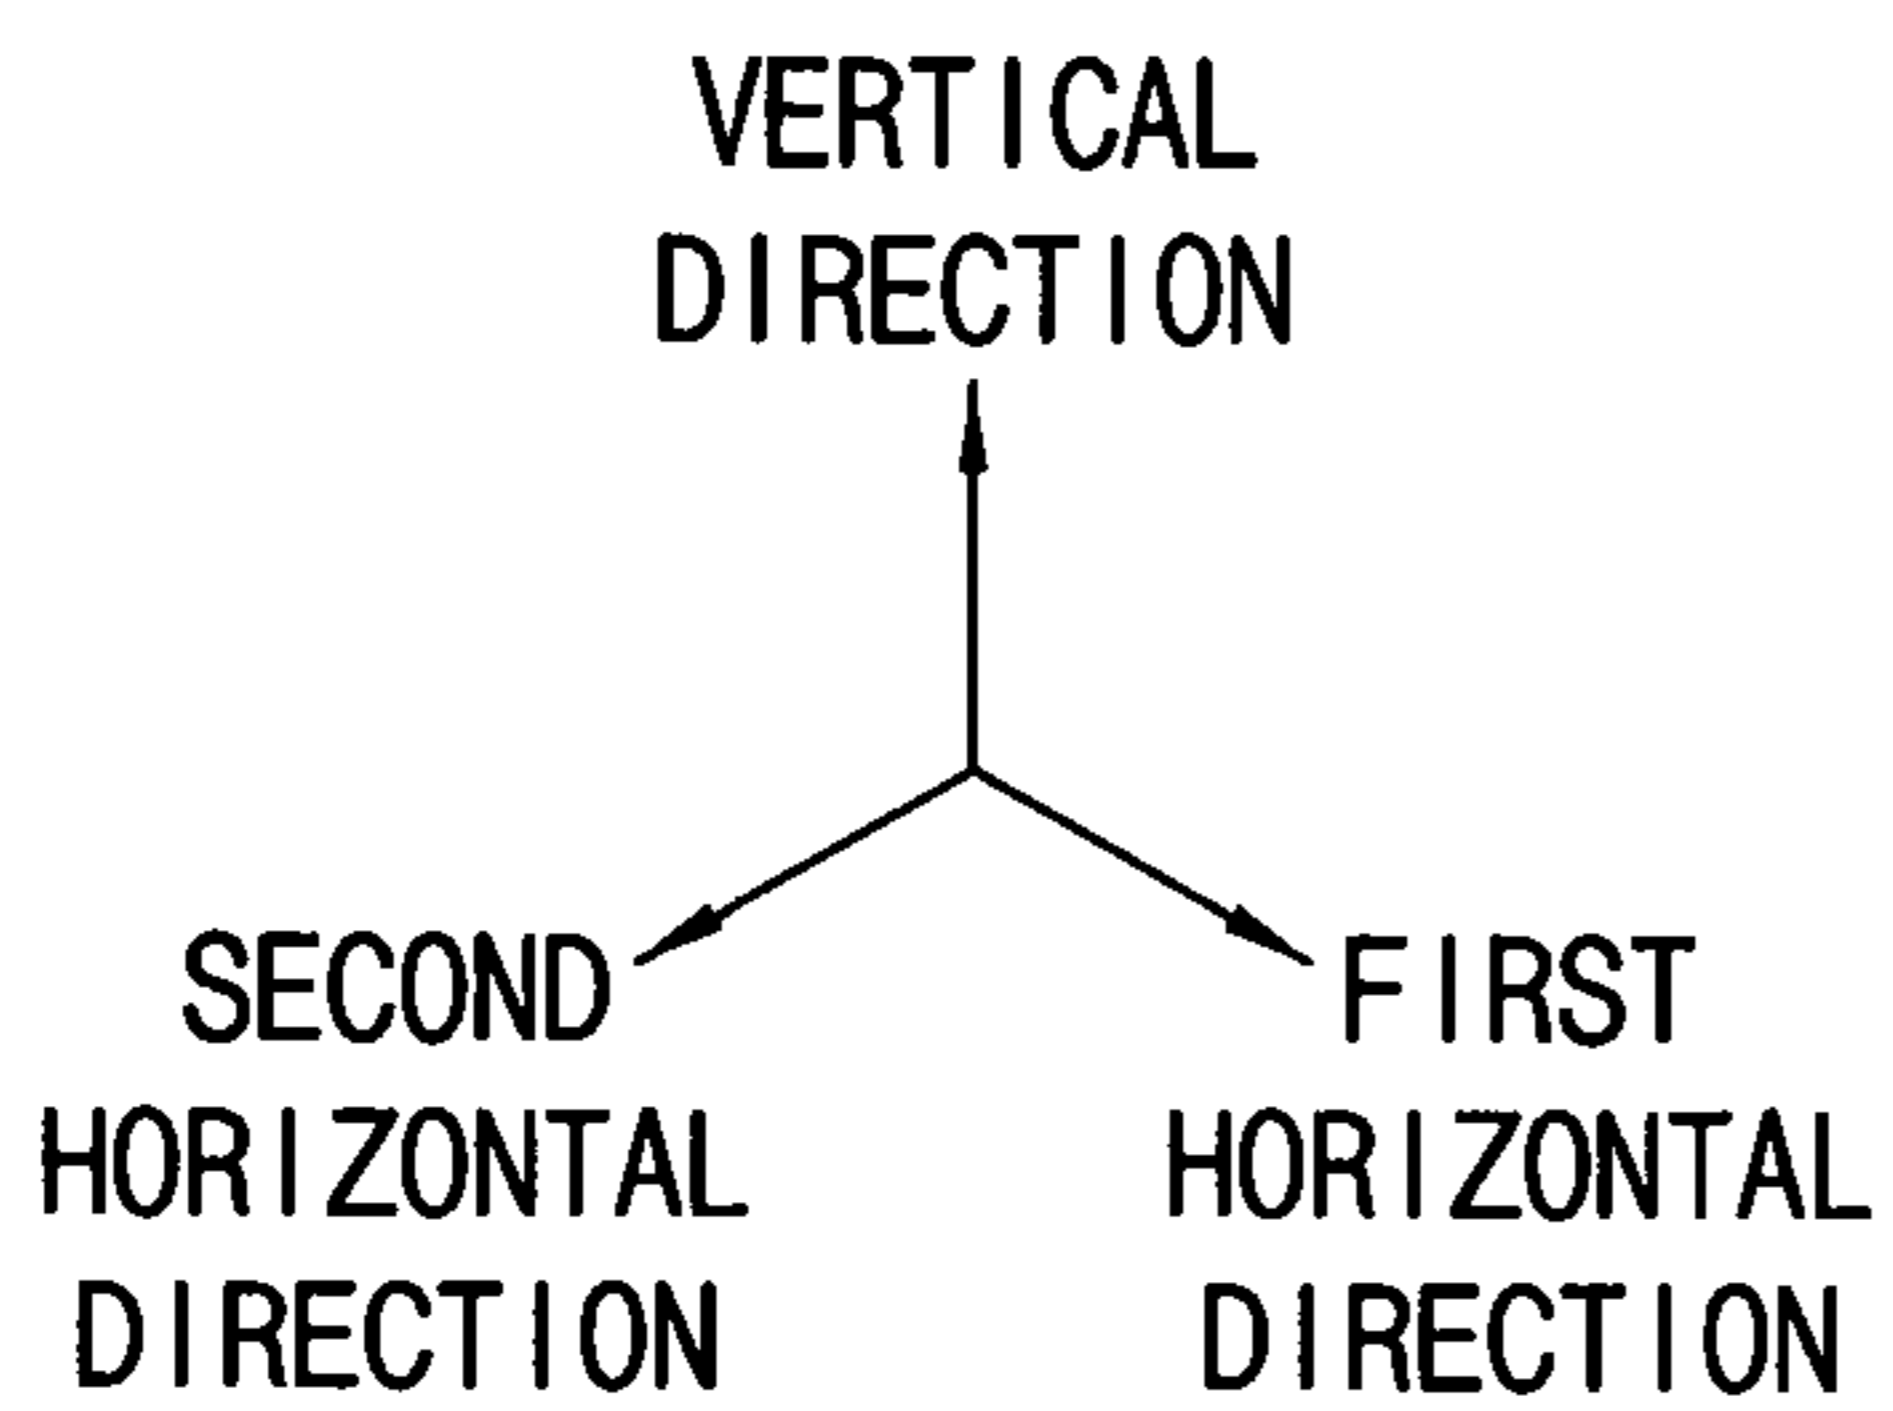 VERTICAL
DIRECTION
SECOND
HORIZONTAL
DIRECTION
FIRST
HORIZONTAL
DIRECTION